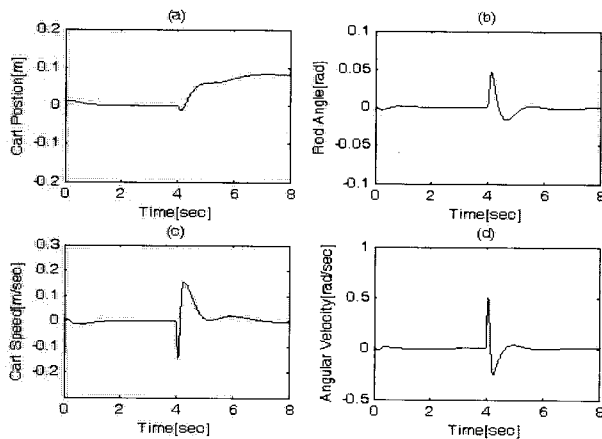 (a)
0.2
0.1
0
-0.1
-0.2
Cart Postion[m]
0 2 4 6 8
Time[sec]
(b)
0.1
0.05
0
-0.05
-0.1
Rod Angle[rad]
0 2 4 6 8
Time[sec]
(c)
0.3
0.2
0.1
0
-0.1
-0.2
Cart Speed[m/sec]
0 2 4 6 8
Time[sec]
(d)
1
0.5
0
-0.5
Angular Velocity[rad/sec]
0 2 4 6 8
Time[sec]